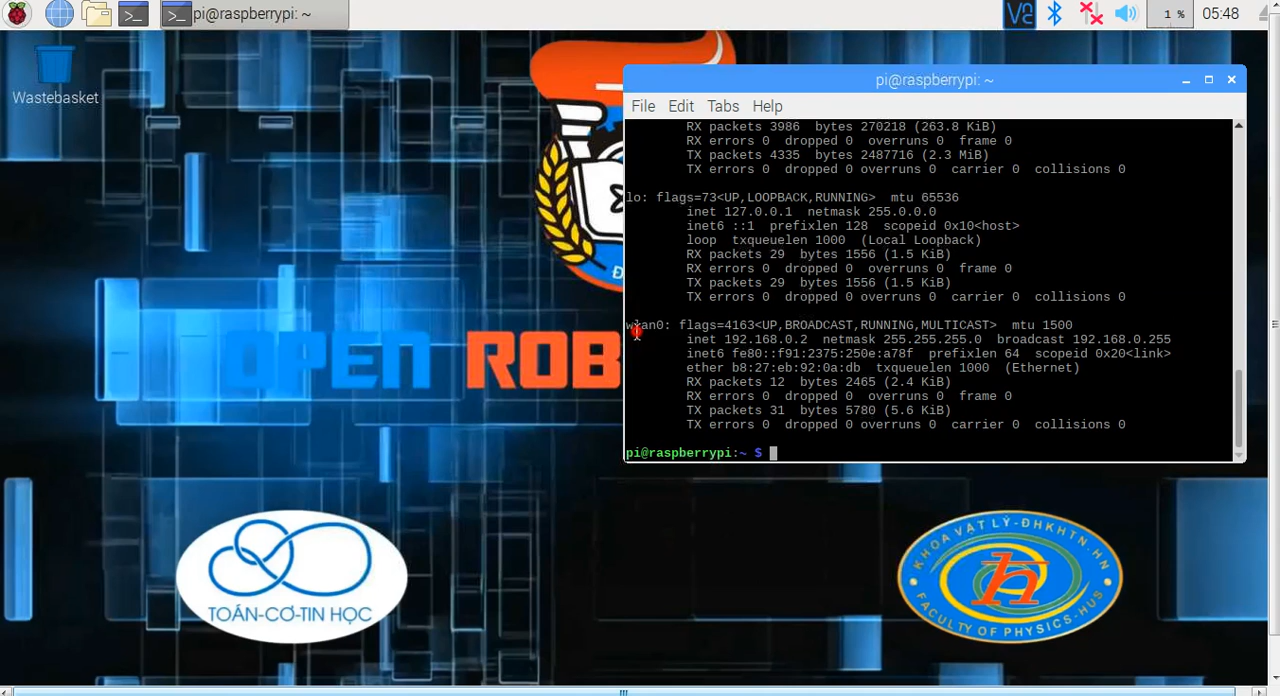 pi@raspberrypi: ~
1 %
05:48
Wastebasket
pi@raspberrypi: ~
File Edit Tabs Help
RX packets 3986 bytes 270218 (263.8 KiB)
RX errors 0 dropped 0 overruns 0 frame 0
TX packets 4335 bytes 2487716 (2.3 MiB)
TX errors 0 dropped 0 overruns 0 carrier 0 collisions 0
lo: flags=73<UP,LOOPBACK,RUNNING> mtu 65536
inet 127.0.0.1 netmask 255.0.0.0
inet6 ::1 prefixlen 128 scopeid 0x10<host>
loop txqueuelen 1000 (Local Loopback)
RX packets 29 bytes 1556 (1.5 KiB)
RX errors 0 dropped 0 overruns 0 frame 0
TX packets 29 bytes 1556 (1.5 KiB)
TX errors 0 dropped 0 overruns 0 carrier 0 collisions 0
wlan0: flags=4163<UP,BROADCAST,RUNNING,MULTICAST> mtu 1500
inet 192.168.0.2 netmask 255.255.255.0 broadcast 192.168.0.255
inet6 fe80::f91:2375:250e:a78f prefixlen 64 scopeid 0x20<link>
ether b8:27:eb:92:0a:db txqueuelen 1000 (Ethernet)
RX packets 12 bytes 2465 (2.4 KiB)
RX errors 0 dropped 0 overruns 0 frame 0
TX packets 31 bytes 5780 (5.6 KiB)
TX errors 0 dropped 0 overruns 0 carrier 0 collisions 0
pi@raspberrypi:~ $
OPEN ROB
TOÁN-CƠ-TIN HỌC
KHOA VẬT LÝ-ĐHKHTN.HN
FACULTY OF PHYSICS-HUS